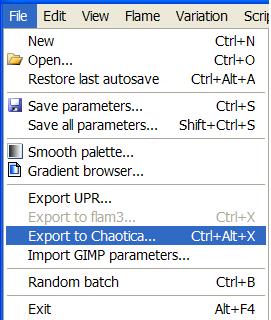 File Edit View Flame Variation Scri
New Ctrl+N
Open... Ctrl+O
Restore last autosave Ctrl+Alt+A
Save parameters... Ctrl+S
Save all parameters... Shift+Ctrl+S
Smooth palette...
Gradient browser...
Export UPR...
Export to flam3... Ctrl+X
Export to Chaotica... Ctrl+Alt+X
Import GIMP parameters...
Random batch Ctrl+B
Exit Alt+F4